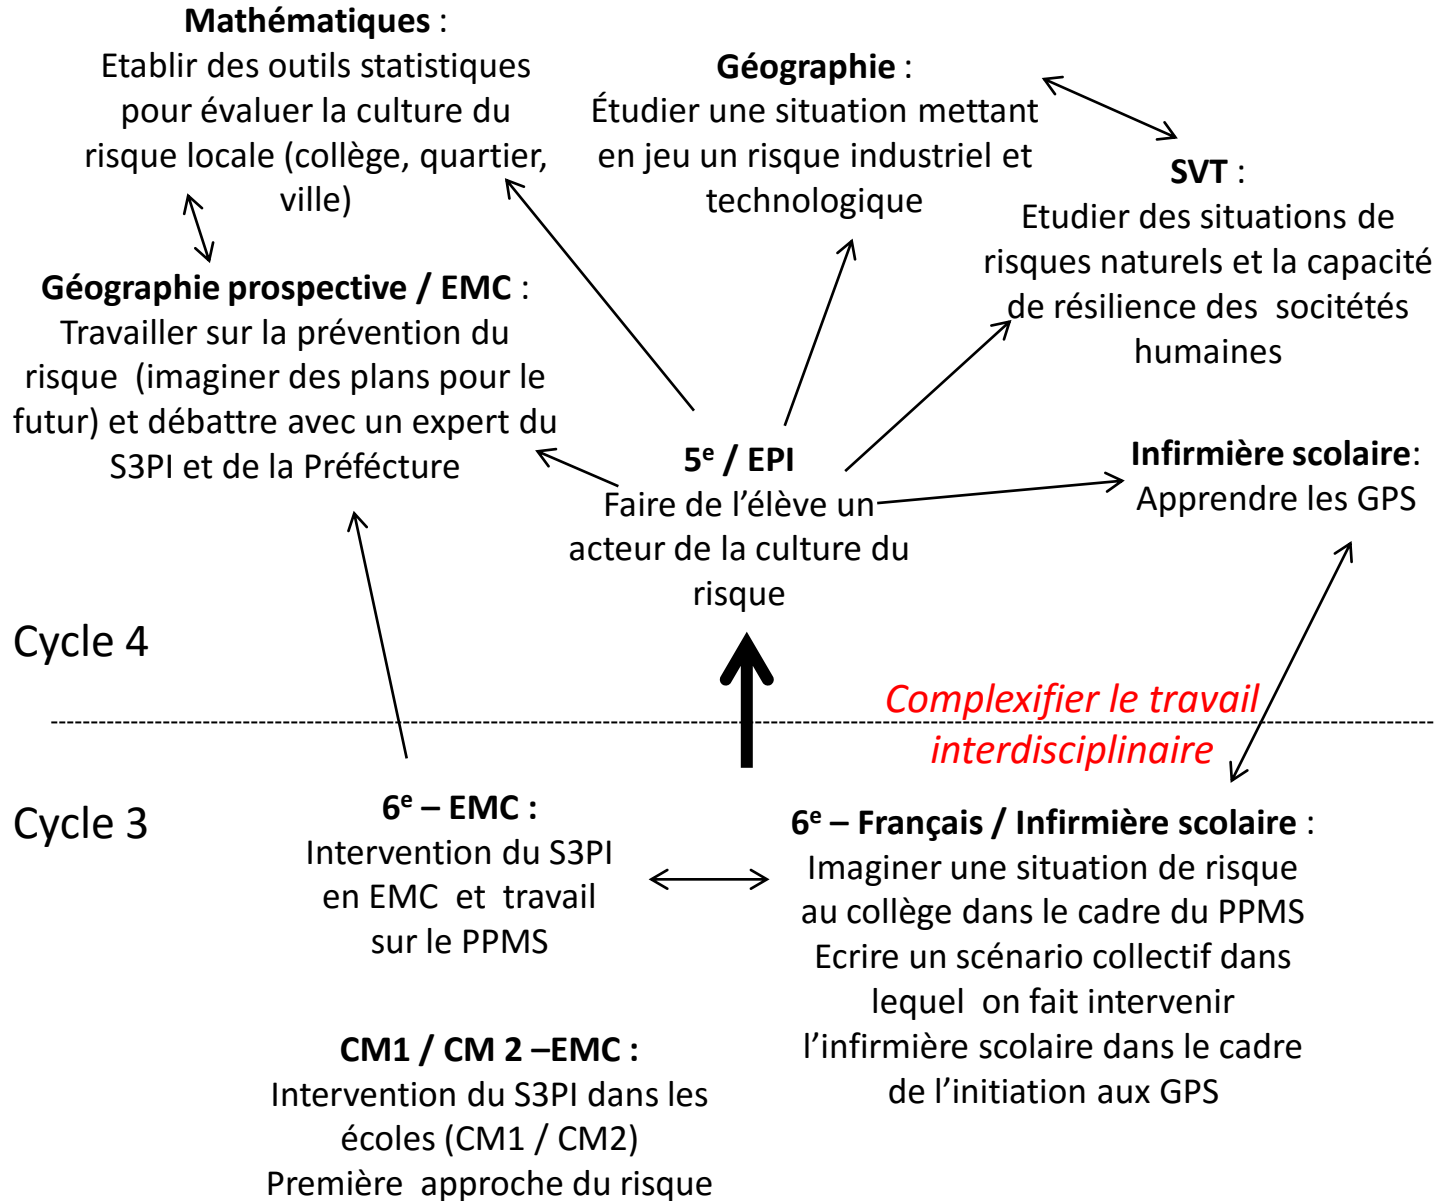 Mathématiques :
Etablir des outils statistiques
pour évaluer la culture du
risque locale (collège, quartier,
ville)
Géographie :
Étudier une situation mettant
en jeu un risque industriel et
technologique
SVT :
Etudier des situations de
risques naturels et la capacité
de résilience des socitétés
humaines
Géographie prospective / EMC :
Travailler sur la prévention du
risque (imaginer des plans pour le
futur) et débattre avec un expert du
S3PI et de la Préfécture
5e / EPI
Faire de l’élève un
acteur de la culture du
risque
Infirmière scolaire:
Apprendre les GPS
Cycle 4
Complexifier le travail
interdisciplinaire
Cycle 3
6e – EMC :
Intervention du S3PI
en EMC et travail
sur le PPMS
6e – Français / Infirmière scolaire :
Imaginer une situation de risque
au collège dans le cadre du PPMS
Ecrire un scénario collectif dans
lequel on fait intervenir
l’infirmière scolaire dans le cadre
de l’initiation aux GPS
CM1 / CM 2 –EMC :
Intervention du S3PI dans les
écoles (CM1 / CM2)
Première approche du risque